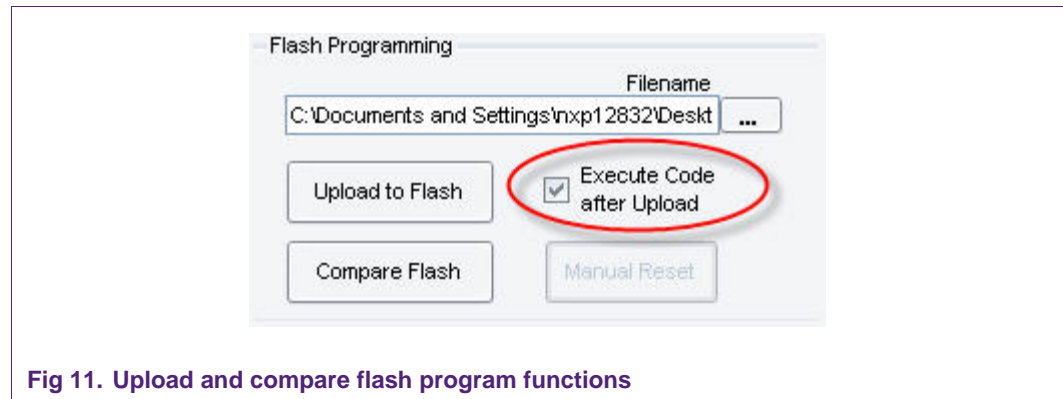 Flash Programming
Filename
C:\Documents and Settings\nxp12832\Deskt ...
Upload to Flash
Execute Code
after Upload
Compare Flash
Manual Reset
Fig 11. Upload and compare flash program functions